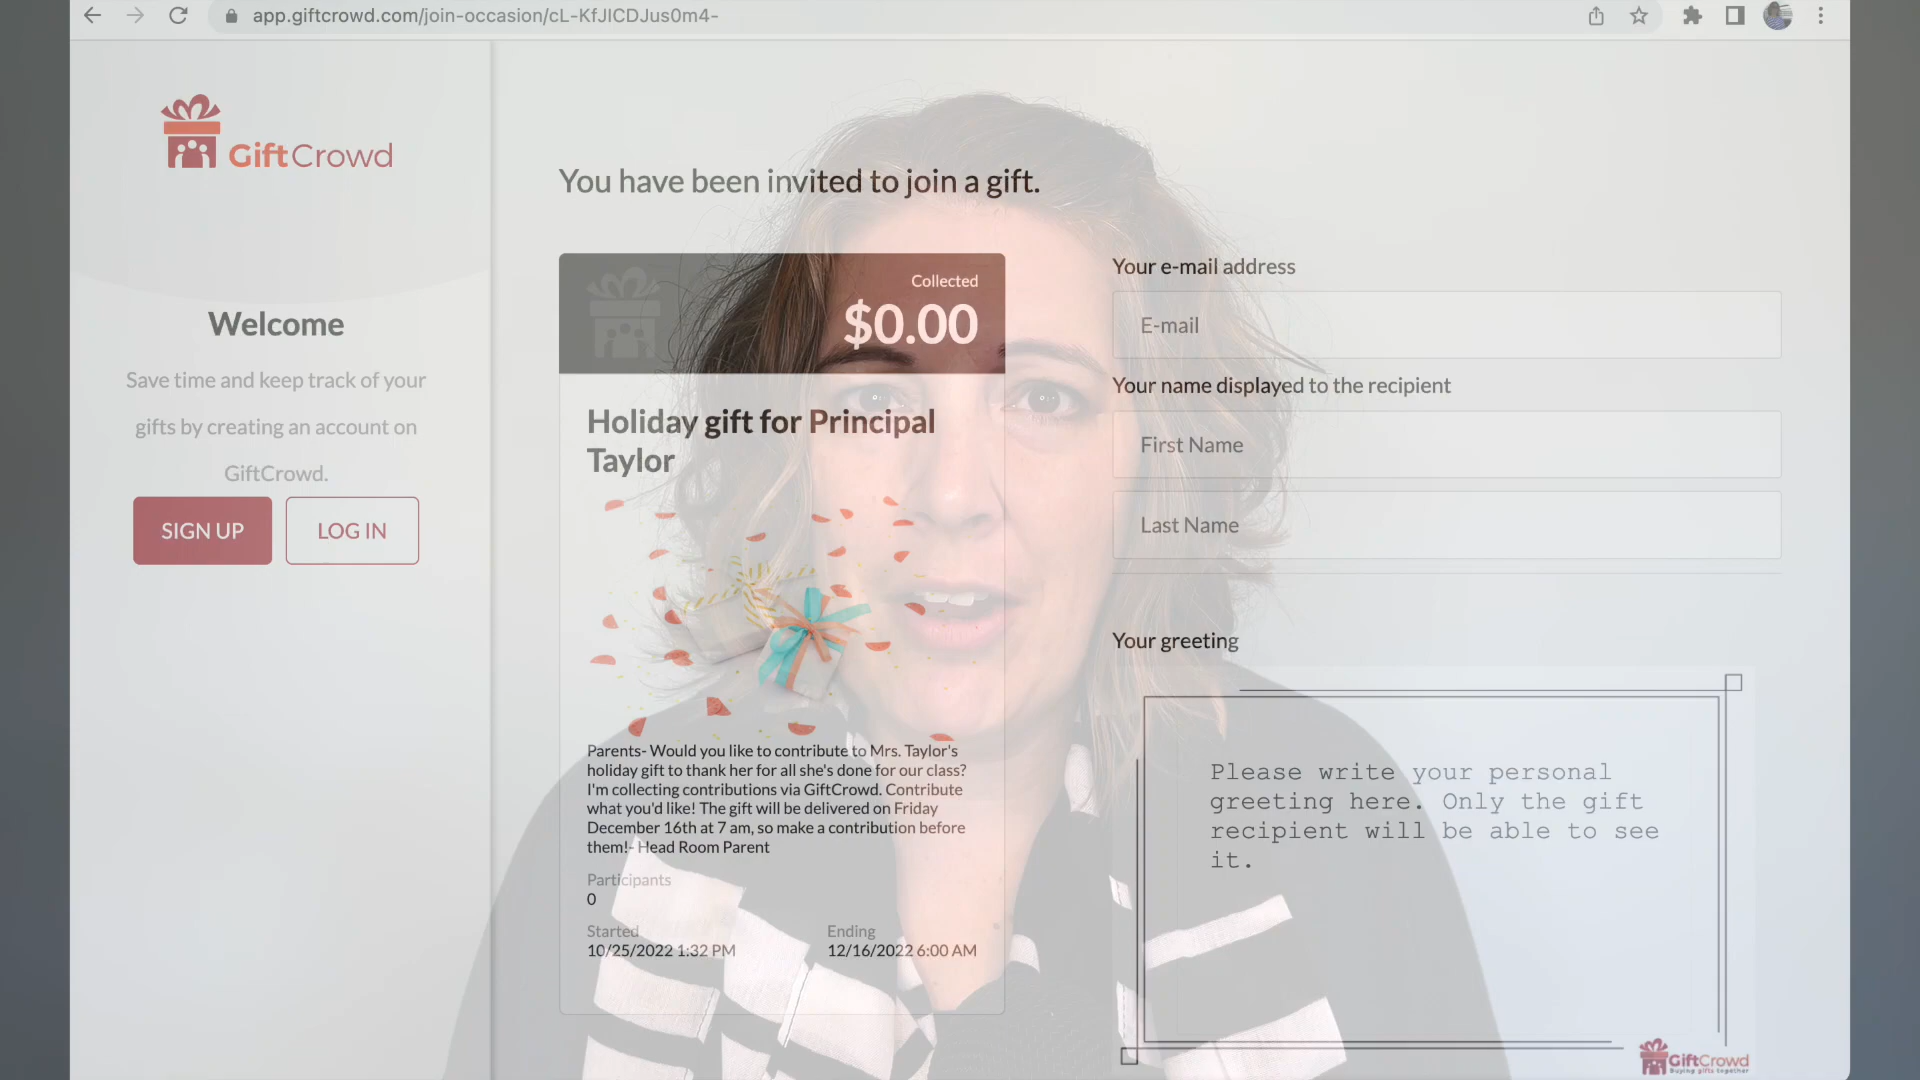 app.giftcrowd.com/join-occasion/cL-KfJICDJus0m4-
GiftCrowd
Welcome
Save time and keep track of your
gifts by creating an account on
GiftCrowd.
SIGN UP
LOG IN
You have been invited to join a gift.
Collected
$0.00
Holiday gift for Principal
Taylor
Parents- Would you like to contribute to Mrs. Taylor's
holiday gift to thank her for all she's done for our class?
I'm collecting contributions via GiftCrowd. Contribute
what you'd like! The gift will be delivered on Friday
December 16th at 7 am, so make a contribution before
them!- Head Room Parent
Participants
0
Started
10/25/2022 1:32 PM
Ending
12/16/2022 6:00 AM
Your e-mail address
E-mail
Your name displayed to the recipient
First Name
Last Name
Your greeting
Please write your personal
greeting here. Only the gift
recipient will be able to see
it.
GiftCrowd
Buying gifts together